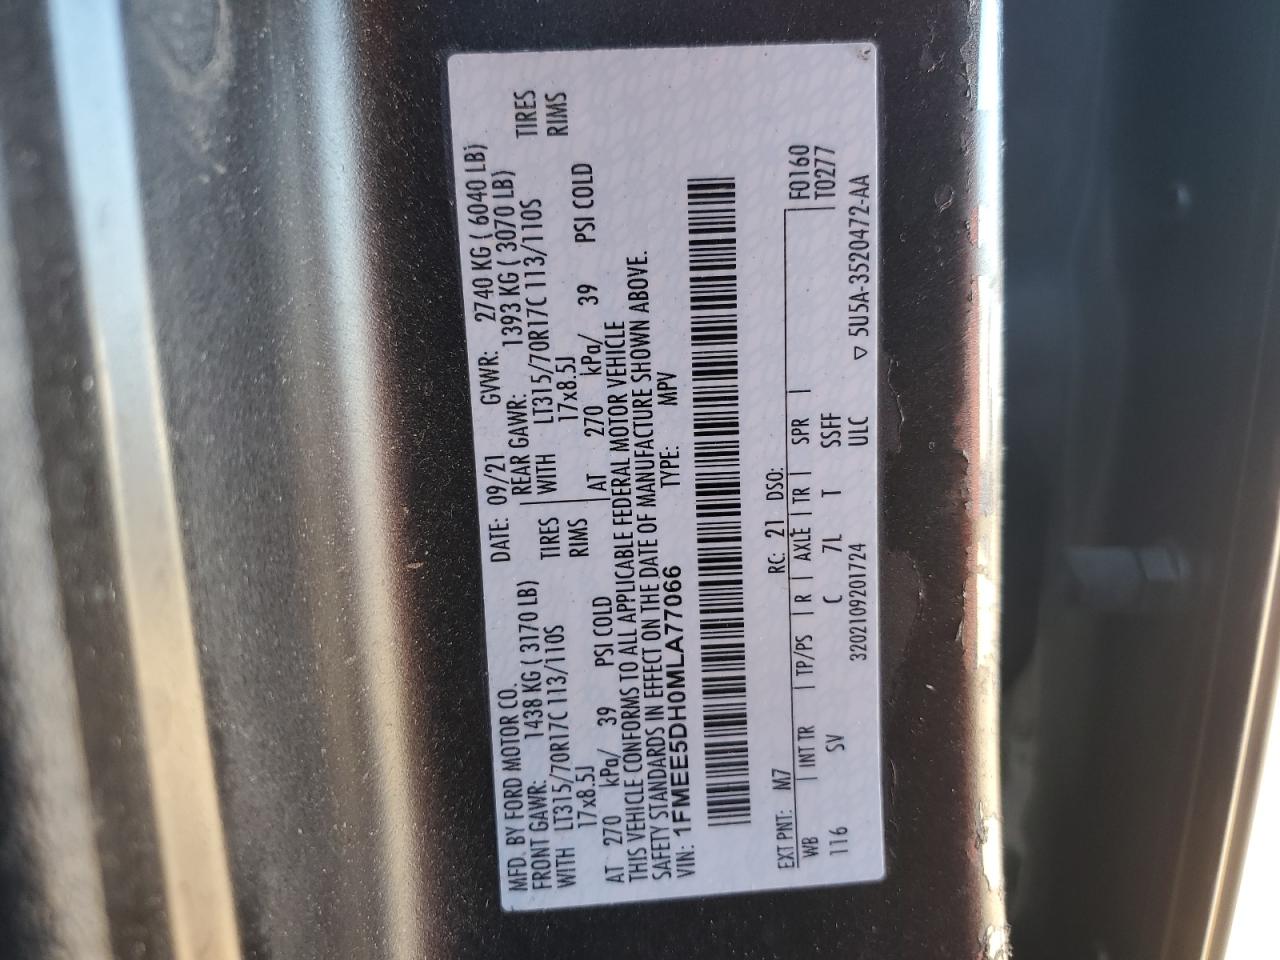 MFD. BY FORD MOTOR CO. DATE: 09/21 GVWR: 2740 KG ( 6040 LB)
FRONT GAWR: 1438 KG ( 3170 LB) REAR GAWR: 1393 KG ( 3070 LB)
WITH LT315/70R17C 113/110S TIRES WITH LT315/70R17C 113/110S TIRES
17x8.5J RIMS 17x8.5J RIMS
AT 270 kPa/ 39 PSI COLD AT 270 kPa/ 39 PSI COLD
THIS VEHICLE CONFORMS TO ALL APPLICABLE FEDERAL MOTOR VEHICLE
SAFETY STANDARDS IN EFFECT ON THE DATE OF MANUFACTURE SHOWN ABOVE.
VIN: 1FMEE5DH0MLA77066 TYPE: MPV
EXT PNT: M7 RC: 21 DSO: F0160
WB INT TR TP/PS R AXLE TR SPR T0277
116 SV C 7L T SSFF
3202109201724 ULC ▽ 5U5A-3520472-AA